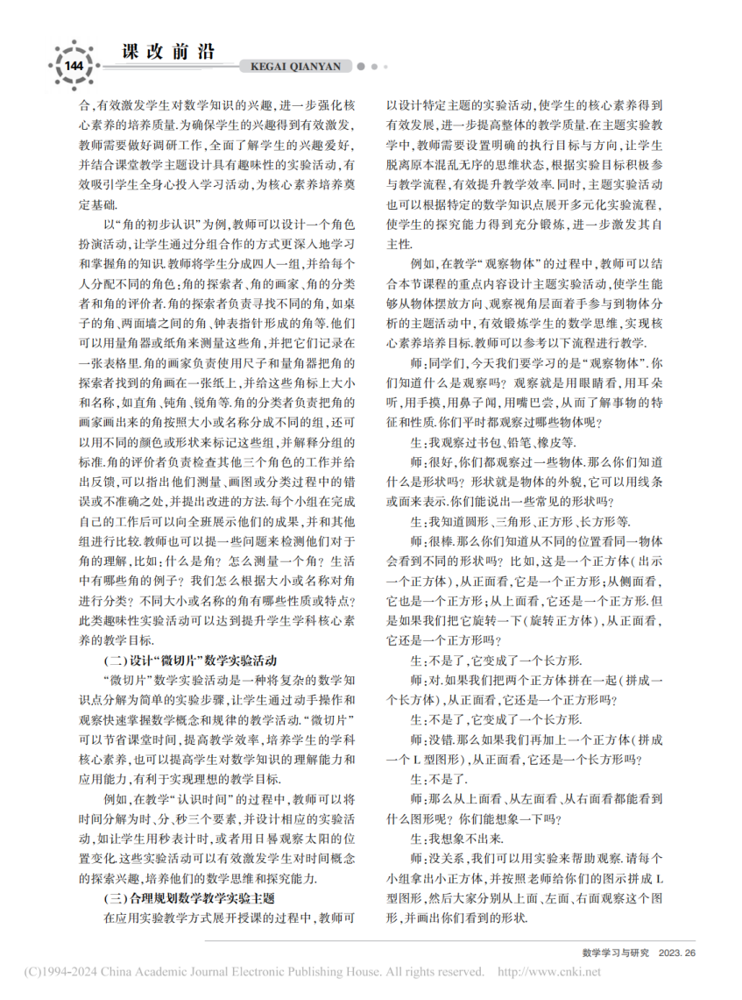 144
课改前沿
KEGAI QIANYAN
合,有效激发学生对数学知识的兴趣,进一步强化核
心素养的培养质量.为确保学生的兴趣得到有效激发,
教师需要做好调研工作,全面了解学生的兴趣爱好,
并结合课堂教学主题设计具有趣味性的实验活动,有
效吸引学生全身心投入学习活动,为核心素养培养奠
定基础.
以“角的初步认识”为例,教师可以设计一个角色
扮演活动,让学生通过分组合作的方式更深入地学习
和掌握角的知识.教师将学生分成四人一组,并给每个
人分配不同的角色:角的探索者、角的画家、角的分类
者和角的评价者.角的探索者负责寻找不同的角,如桌
子的角、两面墙之间的角、钟表指针形成的角等.他们
可以用量角器或纸角来测量这些角,并把它们记录在
一张表格里.角的画家负责使用尺子和量角器把角的
探索者找到的角画在一张纸上,并给这些角标上大小
和名称,如直角、钝角、锐角等.角的分类者负责把角的
画家画出来的角按照大小或名称分成不同的组,还可
以用不同的颜色或形状来标记这些组,并解释分组的
标准.角的评价者负责检查其他三个角色的工作并给
出反馈,可以指出他们测量、画图或分类过程中的错
误或不准确之处,并提出改进的方法.每个小组在完成
自己的工作后可以向全班展示他们的成果,并和其他
组进行比较.教师也可以提一些问题来检测他们对于
角的理解,比如:什么是角？怎么测量一个角？生活
中有哪些角的例子？我们怎么根据大小或名称对角
进行分类？不同大小或名称的角有哪些性质或特点？
此类趣味性实验活动可以达到提升学生学科核心素
养的教学目标.
(二)设计“微切片”数学实验活动
“微切片”数学实验活动是一种将复杂的数学知
识点分解为简单的实验步骤,让学生通过动手操作和
观察快速掌握数学概念和规律的教学活动.“微切片”
可以节省课堂时间,提高教学效率,培养学生的学科
核心素养,也可以提高学生对数学知识的理解能力和
应用能力,有利于实现理想的教学目标.
例如,在教学“认识时间”的过程中,教师可以将
时间分解为时、分、秒三个要素,并设计相应的实验活
动,如让学生用秒表计时,或者用日晷观察太阳的位
置变化.这些实验活动可以有效激发学生对时间概念
的探索兴趣,培养他们的数学思维和探究能力.
(三)合理规划数学教学实验主题
在应用实验教学方式展开授课的过程中,教师可
以设计特定主题的实验活动,使学生的核心素养得到
有效发展,进一步提高整体的教学质量.在主题实验教
学中,教师需要设置明确的执行目标与方向,让学生
脱离原本混乱无序的思维状态,根据实验目标积极参
与教学流程,有效提升教学效率.同时,主题实验活动
也可以根据特定的数学知识点展开多元化实验流程,
使学生的探究能力得到充分锻炼,进一步激发其自
主性.
例如,在教学“观察物体”的过程中,教师可以结
合本节课程的重点内容设计主题实验活动,使学生能
够从物体摆放方向、观察视角层面着手参与到物体分
析的主题活动中,有效锻炼学生的数学思维,实现核
心素养培养目标.教师可以参考以下流程进行教学.
师:同学们,今天我们要学习的是“观察物体”.你
们知道什么是观察吗？观察就是用眼睛看,用耳朵
听,用手摸,用鼻子闻,用嘴巴尝,从而了解事物的特
征和性质.你们平时都观察过哪些物体呢？
生:我观察过书包、铅笔、橡皮等.
师:很好,你们都观察过一些物体.那么你们知道
什么是形状吗？形状就是物体的外貌,它可以用线条
或面来表示.你们能说出一些常见的形状吗？
生:我知道圆形、三角形、正方形、长方形等.
师:很棒.那么你们知道从不同的位置看同一物体
会看到不同的形状吗？比如,这是一个正方体(出示
一个正方体),从正面看,它是一个正方形;从侧面看,
它也是一个正方形;从上面看,它还是一个正方形.但
是如果我们把它旋转一下(旋转正方体),从正面看,
它还是一个正方形吗？
生:不是了,它变成了一个长方形.
师:对.如果我们把两个正方体拼在一起(拼成一
个长方体),从正面看,它还是一个正方形吗？
生:不是了,它变成了一个长方形.
师:没错.那么如果我们再加上一个正方体(拼成
一个 L 型图形),从正面看,它还是一个长方形吗？
生:不是了.
师:那么从上面看、从左面看、从右面看都能看到
什么图形呢？你们能想象一下吗？
生:我想象不出来.
师:没关系,我们可以用实验来帮助观察.请每个
小组拿出小正方体,并按照老师给你们的图示拼成 L
型图形,然后大家分别从上面、左面、右面观察这个图
形,并画出你们看到的形状.
数学学习与研究 2023. 26
(C)1994-2024 China Academic Journal Electronic Publishing House. All rights reserved. http://www.cnki.net